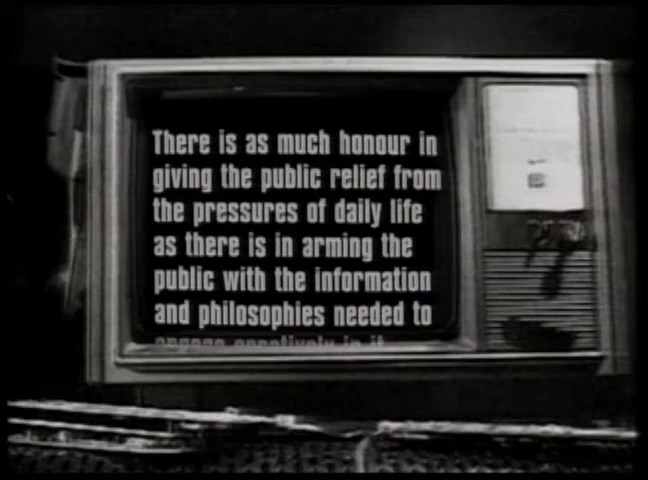 There is as much honour in
giving the public relief from
the pressures of daily life
as there is in arming the
public with the information
and philosophies needed to